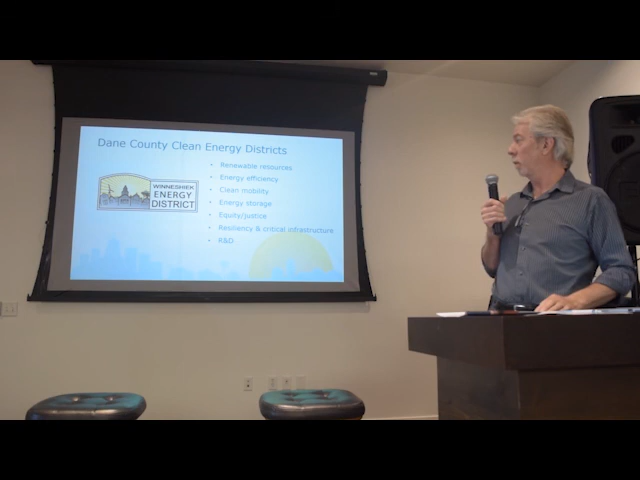 Dane County Clean Energy Districts
WINNESHIEK
ENERGY
DISTRICT
• Renewable resources
• Energy efficiency
• Clean mobility
• Energy storage
• Equity/justice
• Resiliency & critical infrastructure
• R&D